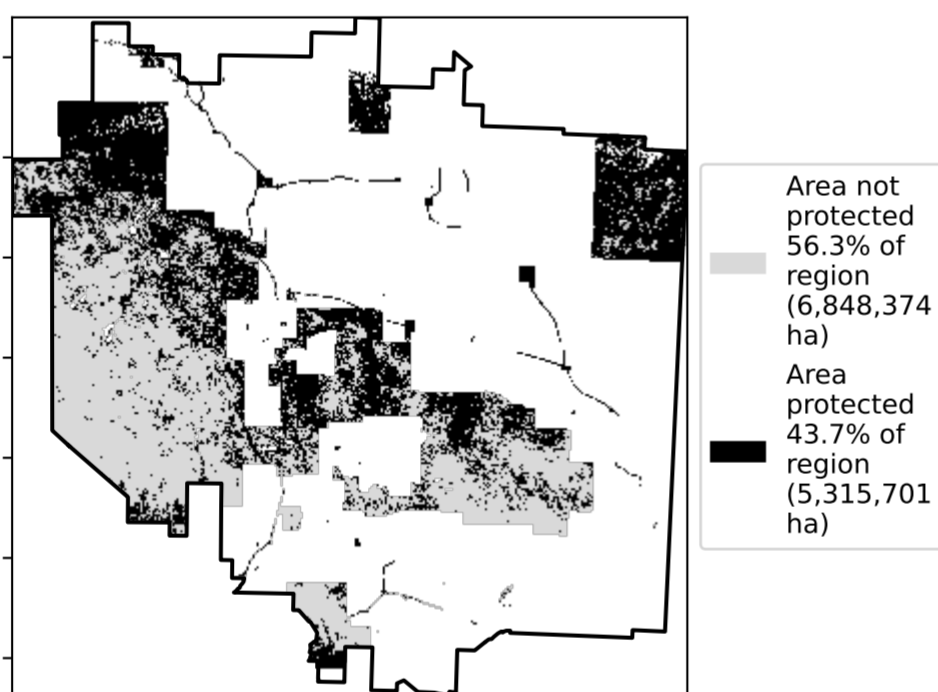 Area not
protected
56.3% of
region
(6,848,374
ha)
Area
protected
43.7% of
region
(5,315,701
ha)